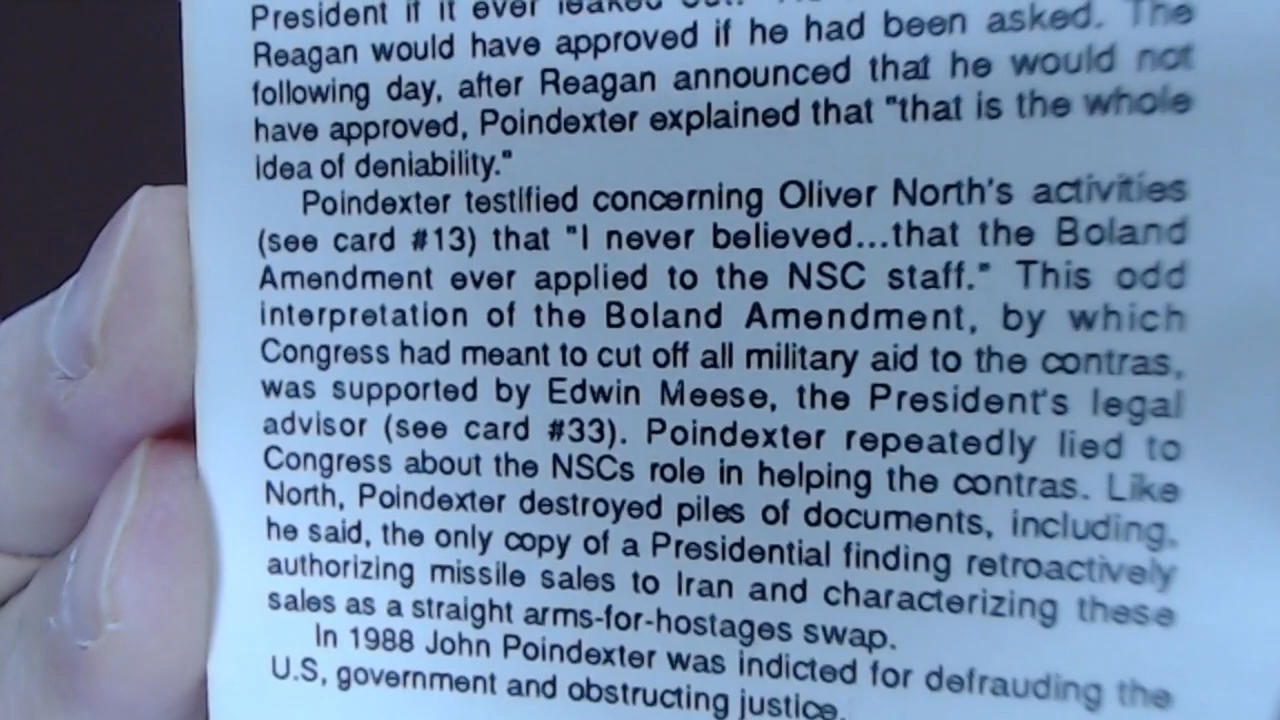 President if it ever leaked out.
Reagan would have approved if he had been asked. The
following day, after Reagan announced that he would not
have approved, Poindexter explained that "that is the whole
idea of deniability."
Poindexter testified concerning Oliver North's activities
(see card #13) that "I never believed...that the Boland
Amendment ever applied to the NSC staff." This odd
interpretation of the Boland Amendment, by which
Congress had meant to cut off all military aid to the contras,
was supported by Edwin Meese, the President's legal
advisor (see card #33). Poindexter repeatedly lied to
Congress about the NSCs role in helping the contras. Like
North, Poindexter destroyed piles of documents, including,
he said, the only copy of a Presidential finding retroactively
authorizing missile sales to Iran and characterizing these
sales as a straight arms-for-hostages swap.
In 1988 John Poindexter was indicted for defrauding the
U.S, government and obstructing justice.